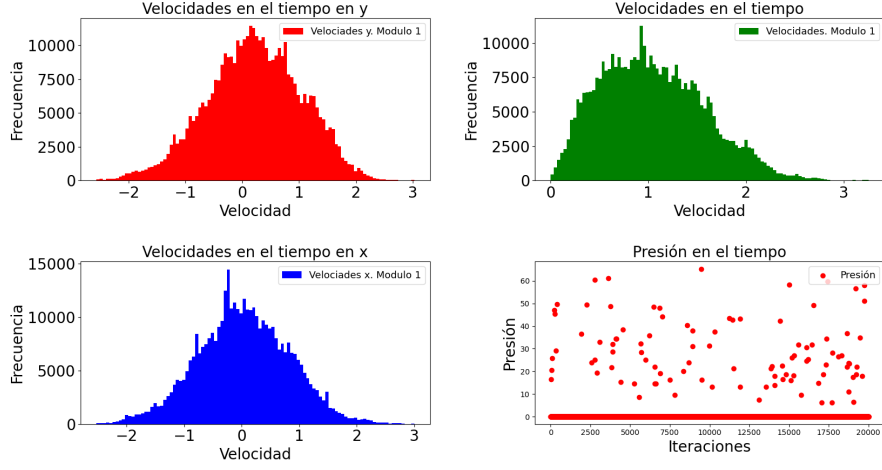 Velocidades en el tiempo en y
Velociades y. Modulo 1
Frecuencia
10000
7500
5000
2500
0
−2
−1
0
1
2
3
Velocidad
Velocidades en el tiempo
Velocidades. Modulo 1
Frecuencia
10000
7500
5000
2500
0
0
1
2
3
Velocidad
Velocidades en el tiempo en x
Velociades x. Modulo 1
Frecuencia
15000
10000
5000
0
−2
−1
0
1
2
3
Velocidad
Presión en el tiempo
Presión
Presión
60
50
40
30
20
10
0
0
2500
5000
7500
10000
12500
15000
17500
20000
Iteraciones